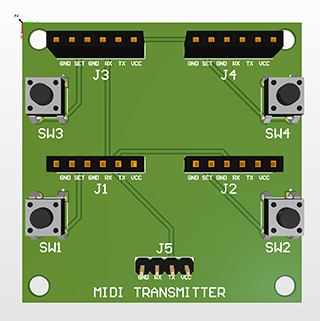 GND SET GND RX TX VCC GND SET GND RX TX VCC
J3 J4
SW3 SW4
GND SET GND RX TX VCC GND SET GND RX TX VCC
J1 J2
SW1 SW2
J5
GND RX TX VCC
MIDI TRANSMITTER